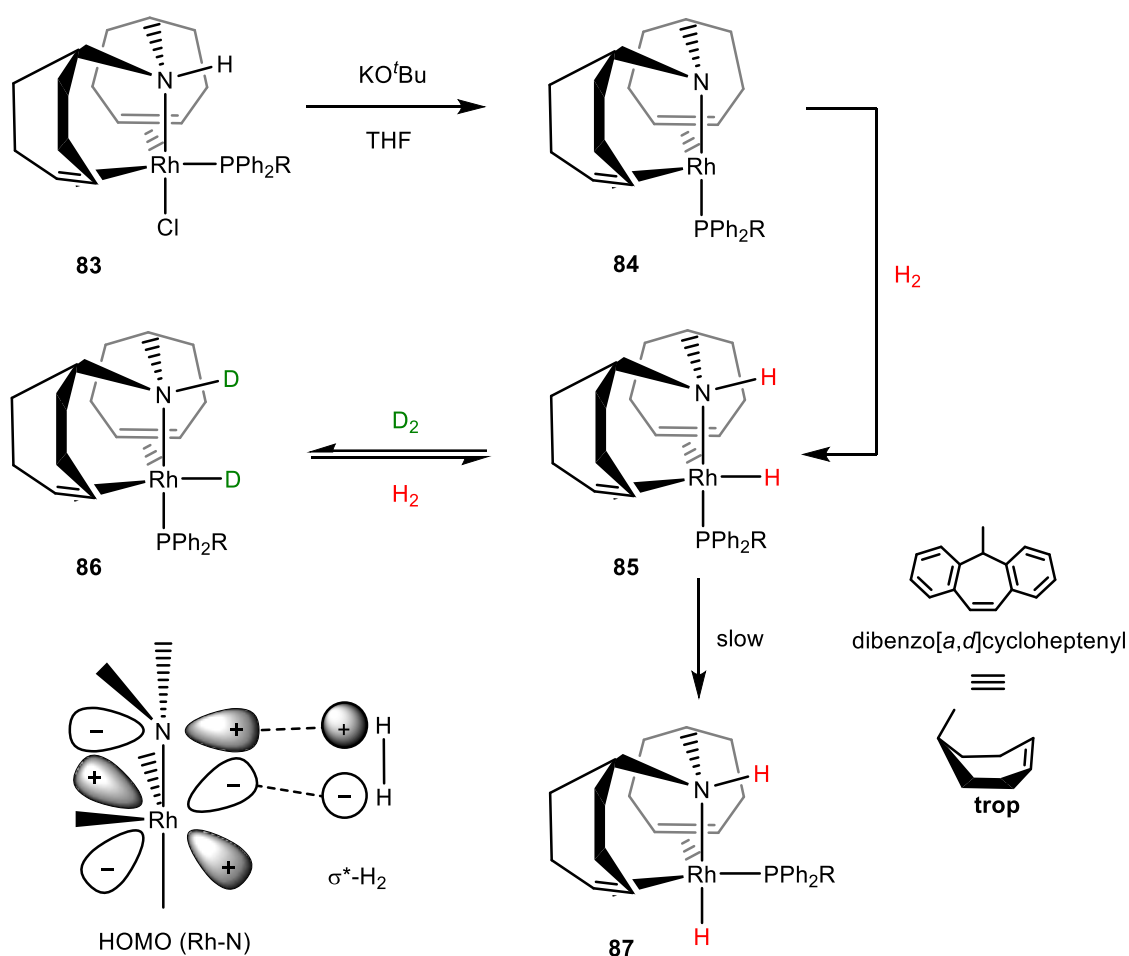 N
H
Rh
PPh₂R
Cl
83
KOᵗBu
THF
N
Rh
PPh₂R
84
H₂
N
D
Rh
D
PPh₂R
86
D₂
H₂
N
H
Rh
H
PPh₂R
85
slow
dibenzo[a,d]cycloheptenyl
trop
N
H
Rh
PPh₂R
H
87
− N + + H
+ − − H
Rh
− +
σ*-H₂
HOMO (Rh-N)